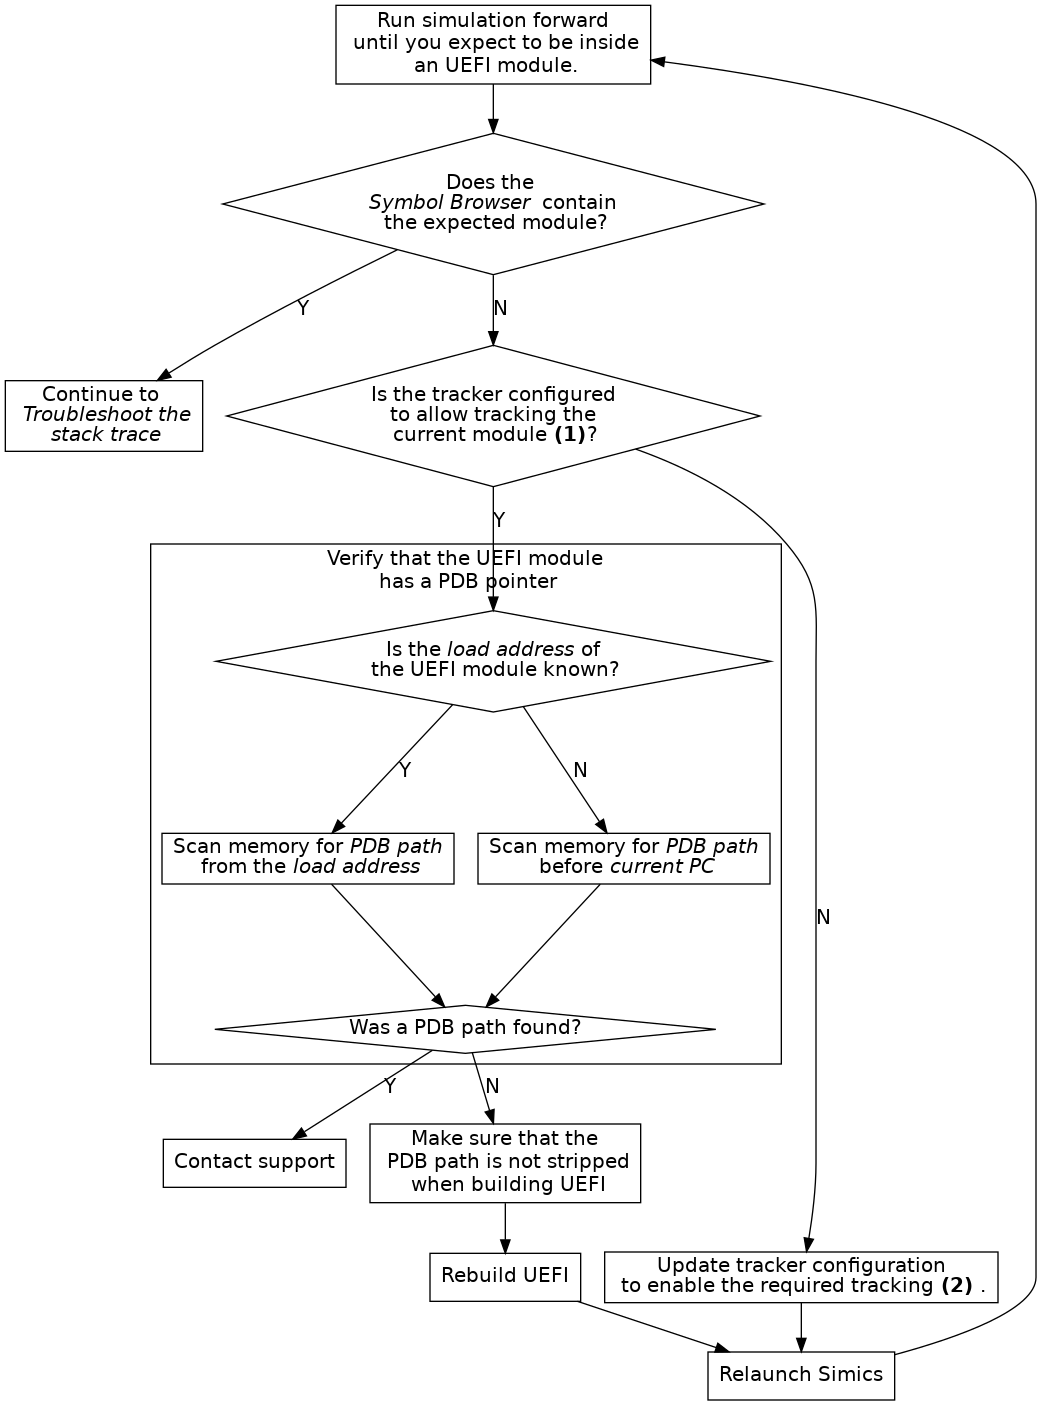 Run simulation forward
until you expect to be inside
an UEFI module.
Does the
Symbol Browser contain
the expected module?
Y
N
Continue to
Troubleshoot the
stack trace
Is the tracker configured
to allow tracking the
current module (1)?
Y
Verify that the UEFI module
has a PDB pointer
Is the load address of
the UEFI module known?
Y
N
Scan memory for PDB path
from the load address
Scan memory for PDB path
before current PC
N
Was a PDB path found?
Y
N
Contact support
Make sure that the
PDB path is not stripped
when building UEFI
Rebuild UEFI
Update tracker configuration
to enable the required tracking (2) .
Relaunch Simics